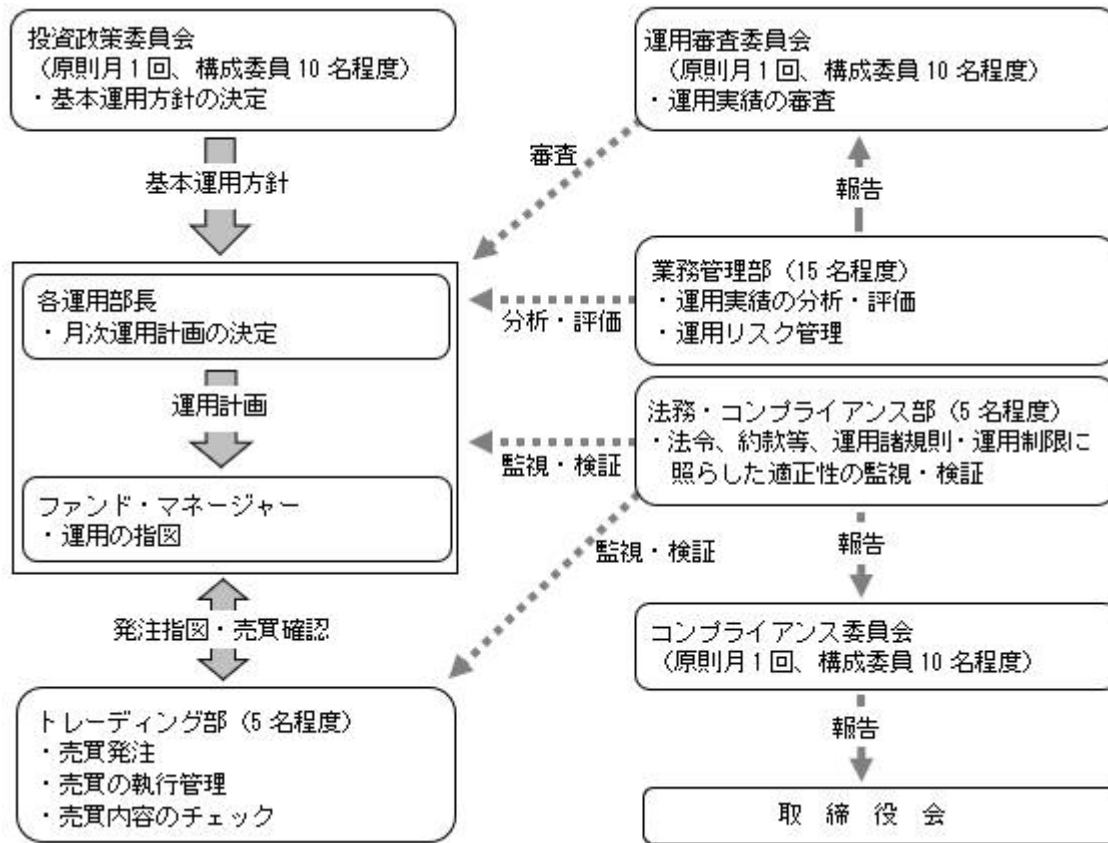 投資政策委員会
（原則月1回、構成委員10名程度）
・基本運用方針の決定
基本運用方針
各運用部長
・月次運用計画の決定
運用計画
ファンド・マネージャー
・運用の指図
発注指図・売買確認
トレーディング部（5名程度）
・売買発注
・売買の執行管理
・売買内容のチェック
運用審査委員会
（原則月1回、構成委員10名程度）
・運用実績の審査
審査
報告
業務管理部（15名程度）
・運用実績の分析・評価
・運用リスク管理
分析・評価
法務・コンプライアンス部（5名程度）
・法令、約款等、運用諸規則・運用制限に
照らした適正性の監視・検証
監視・検証
監視・検証
報告
コンプライアンス委員会
（原則月1回、構成委員10名程度）
報告
取締役会